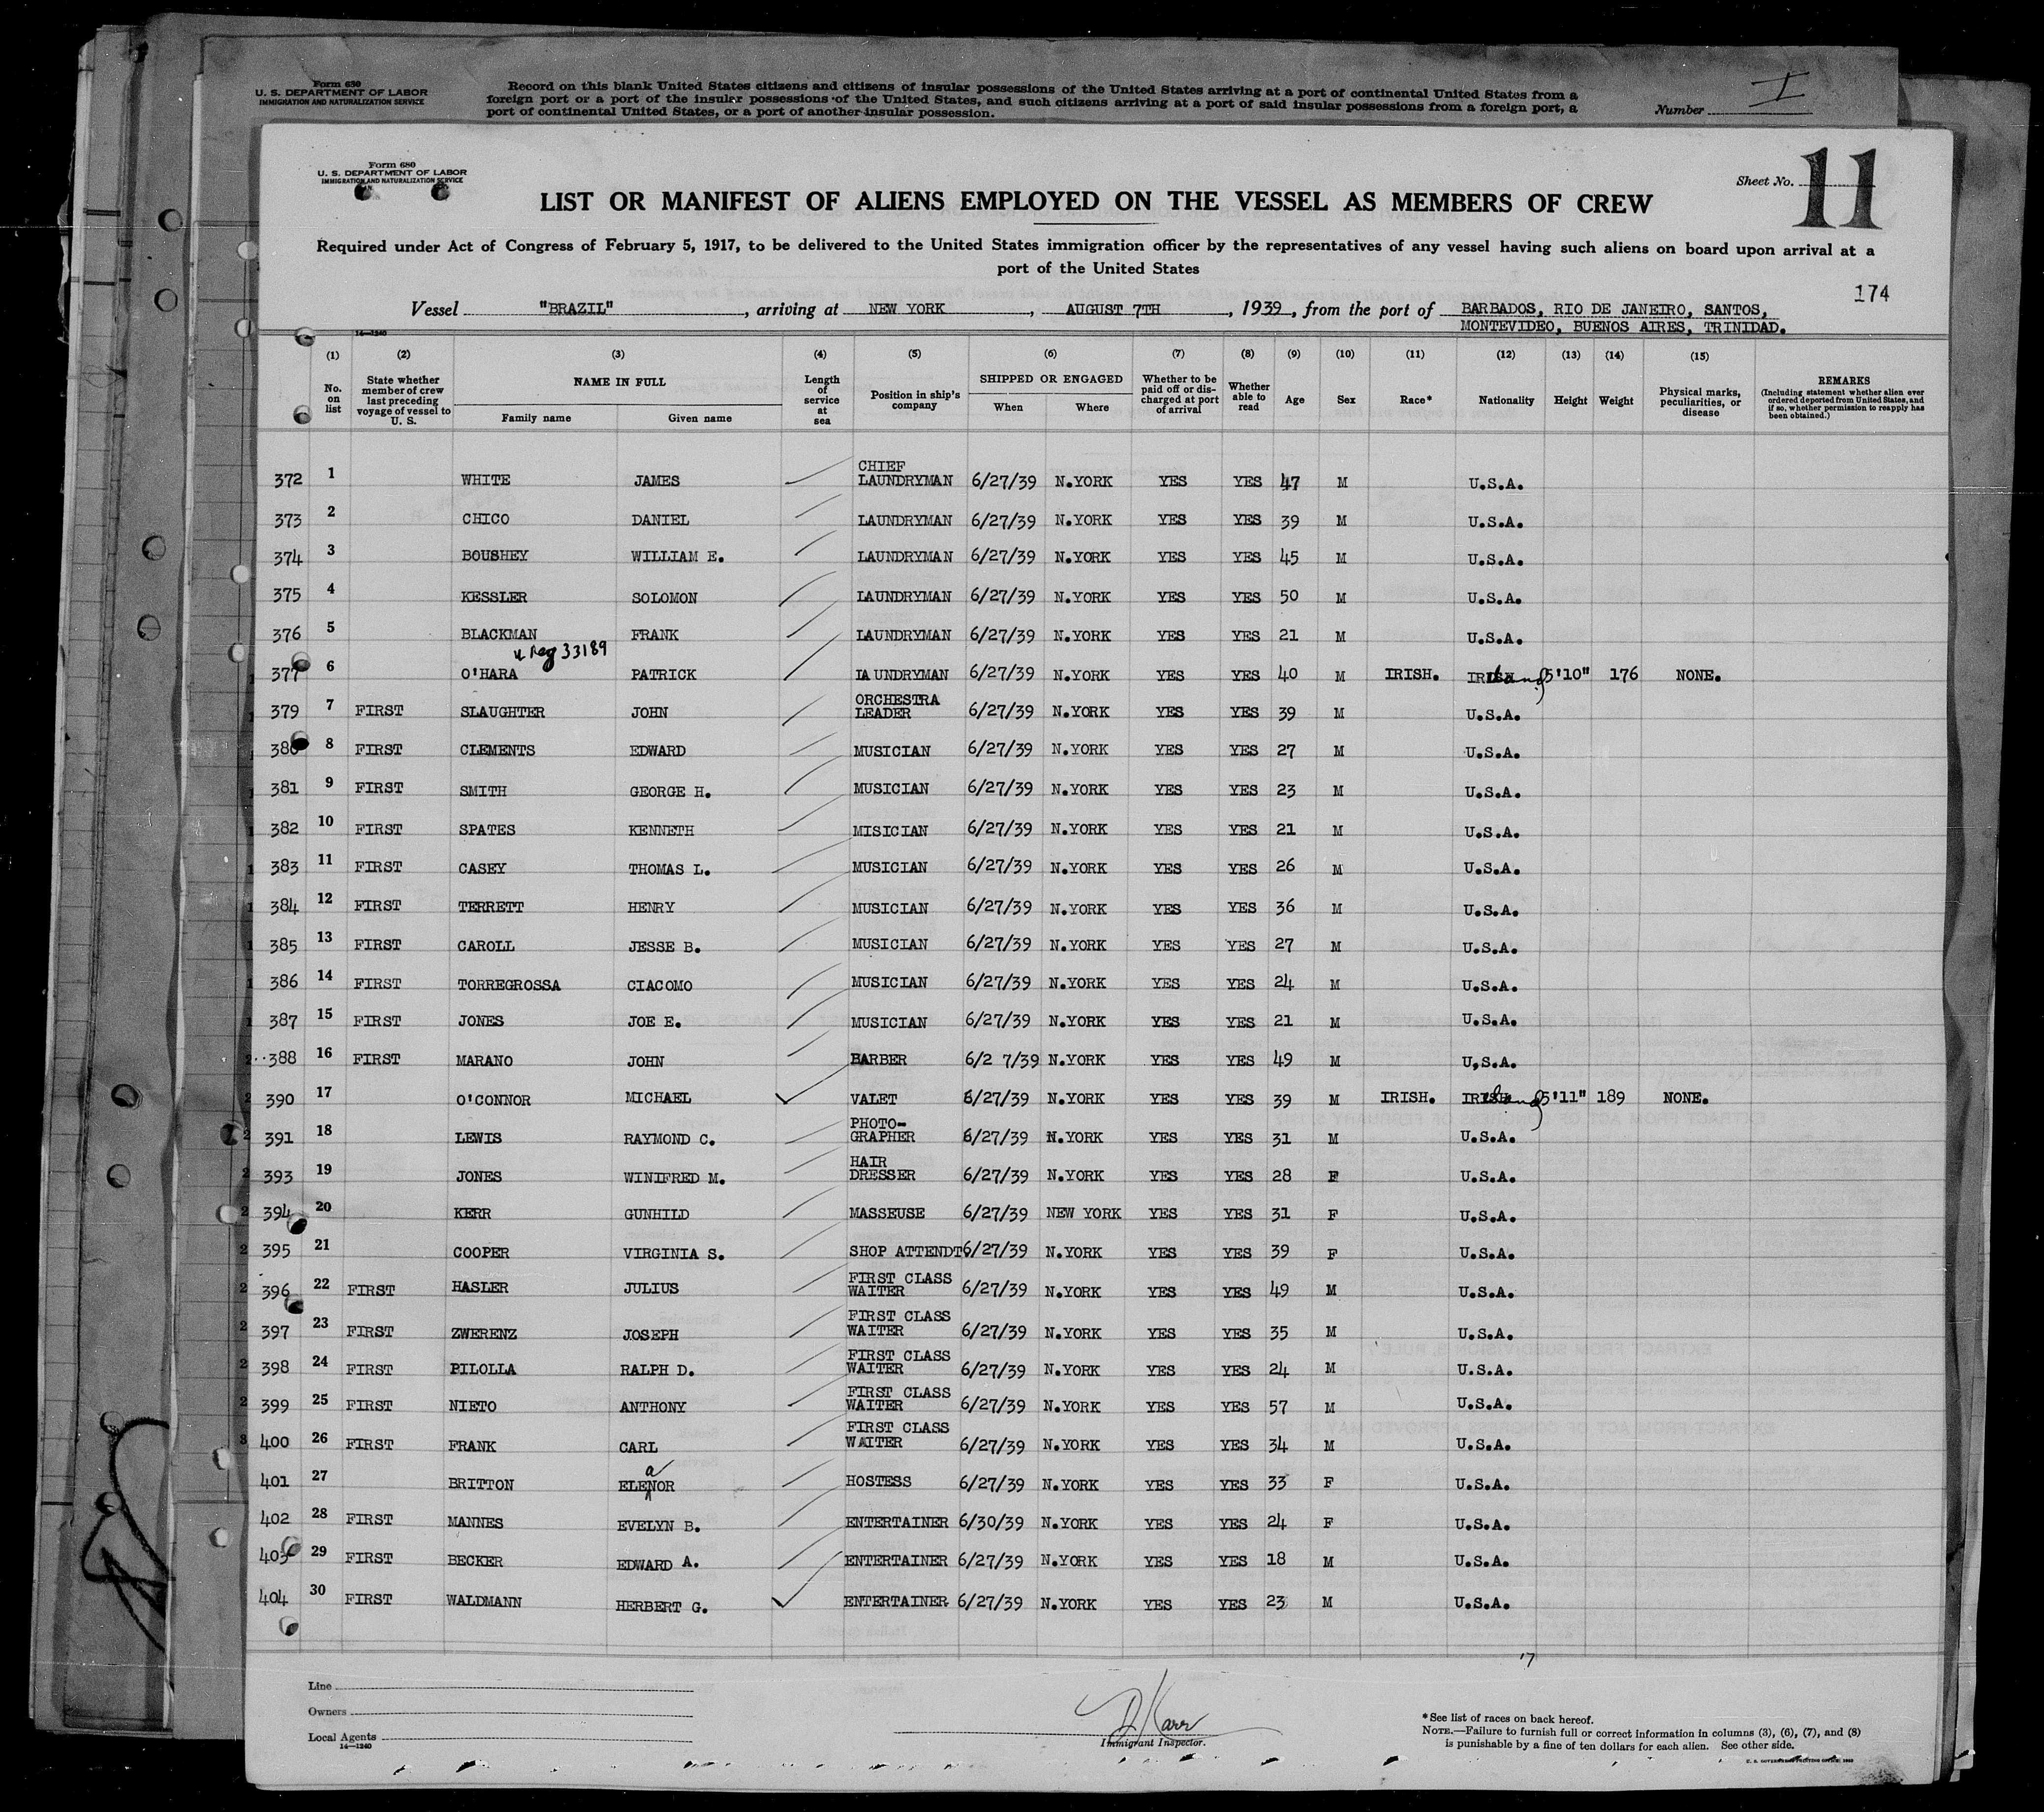 Form 630
U. S. DEPARTMENT OF LABOR
IMMIGRATION AND NATURALIZATION SERVICE
Record on this blank United States citizens and citizens of insular possessions of the United States arriving at a port of continental United States from a
foreign port or a port of the insular possessions of the United States, and such citizens arriving at a port of said insular possessions from a foreign port, a
port of continental United States, or a port of another insular possession.
Number I
Form 680
U. S. DEPARTMENT OF LABOR
IMMIGRATION AND NATURALIZATION SERVICE
Sheet No. 11
LIST OR MANIFEST OF ALIENS EMPLOYED ON THE VESSEL AS MEMBERS OF CREW
Required under Act of Congress of February 5, 1917, to be delivered to the United States immigration officer by the representatives of any vessel having such aliens on board upon arrival at a
port of the United States
174
Vessel "BRAZIL", arriving at NEW YORK, AUGUST 7TH, 1939, from the port of BARBADOS, RIO DE JANEIRO, SANTOS,
MONTEVIDEO, BUENOS AIRES, TRINIDAD.
14—1240
(1) (2) (3) (4) (5) (6) (7) (8) (9) (10) (11) (12) (13) (14) (15)
No. on list
State whether member of crew last preceding voyage of vessel to U. S.
NAME IN FULL
Family name
Given name
Length of service at sea
Position in ship's company
SHIPPED OR ENGAGED
When
Where
Whether to be paid off or discharged at port of arrival
Whether able to read
Age
Sex
Race*
Nationality
Height
Weight
Physical marks, peculiarities, or disease
REMARKS
(Including statement whether alien ever ordered deported from United States, and if so, whether permission to reapply has been obtained.)
372 1 WHITE JAMES CHIEF LAUNDRYMAN 6/27/39 N.YORK YES YES 47 M U.S.A.
373 2 CHICO DANIEL LAUNDRYMAN 6/27/39 N.YORK YES YES 39 M U.S.A.
374 3 BOUSHEY WILLIAM E. LAUNDRYMAN 6/27/39 N.YORK YES YES 45 M U.S.A.
375 4 KESSLER SOLOMON LAUNDRYMAN 6/27/39 N.YORK YES YES 50 M U.S.A.
376 5 BLACKMAN FRANK LAUNDRYMAN 6/27/39 N.YORK YES YES 21 M U.S.A.
Reg 33189
377 6 O'HARA PATRICK LAUNDRYMAN 6/27/39 N.YORK YES YES 40 M IRISH. IRISH 5'10" 176 NONE.
379 7 FIRST SLAUGHTER JOHN ORCHESTRA LEADER 6/27/39 N.YORK YES YES 39 M U.S.A.
380 8 FIRST CLEMENTS EDWARD MUSICIAN 6/27/39 N.YORK YES YES 27 M U.S.A.
381 9 FIRST SMITH GEORGE H. MUSICIAN 6/27/39 N.YORK YES YES 23 M U.S.A.
382 10 FIRST SPATES KENNETH MISICIAN 6/27/39 N.YORK YES YES 21 M U.S.A.
383 11 FIRST CASEY THOMAS L. MUSICIAN 6/27/39 N.YORK YES YES 26 M U.S.A.
384 12 FIRST TERRETT HENRY MUSICIAN 6/27/39 N.YORK YES YES 36 M U.S.A.
385 13 FIRST CAROLL JESSE B. MUSICIAN 6/27/39 N.YORK YES YES 27 M U.S.A.
386 14 FIRST TORREGROSSA CIACOMO MUSICIAN 6/27/39 N.YORK YES YES 24 M U.S.A.
387 15 FIRST JONES JOE E. MUSICIAN 6/27/39 N.YORK YES YES 21 M U.S.A.
388 16 FIRST MARANO JOHN BARBER 6/2 7/39 N.YORK YES YES 49 M U,S.A.
390 17 O'CONNOR MICHAEL VALET 6/27/39 N.YORK YES YES 39 M IRISH. IRISH 5'11" 189 NONE.
391 18 LEWIS RAYMOND C. PHOTO-GRAPHER 6/27/39 N.YORK YES YES 31 M U.S.A.
393 19 JONES WINIFRED M. HAIR DRESSER 6/27/39 N.YORK YES YES 28 F U.S.A.
394 20 KERR GUNHILD MASSEUSE 6/27/39 NEW YORK YES YES 31 F U.S.A.
395 21 COOPER VIRGINIA S. SHOP ATTENDT. 6/27/39 N.YORK YES YES 39 F U.S.A.
396 22 FIRST HASLER JULIUS FIRST CLASS WAITER 6/27/39 N.YORK YES YES 49 M U.S.A.
397 23 FIRST ZWERENZ JOSEPH FIRST CLASS WAITER 6/27/39 N.YORK YES YES 35 M U.S.A.
398 24 FIRST PILOLLA RALPH D. FIRST CLASS WAITER 6/27/39 N.YORK YES YES 24 M U.S.A.
399 25 FIRST NIETO ANTHONY FIRST CLASS WAITER 6/27/39 N.YORK YES YES 57 M U.S.A.
400 26 FIRST FRANK CARL FIRST CLASS WAITER 6/27/39 N.YORK YES YES 34 M U.S.A.
401 27 BRITTON ELEaNOR HOSTESS 6/27/39 N.YORK YES YES 33 F U.S.A.
402 28 FIRST MANNES EVELYN B. ENTERTAINER 6/30/39 N.YORK YES YES 24 F U.S.A.
403 29 FIRST BECKER EDWARD A. ENTERTAINER 6/27/39 N.YORK YES YES 18 M U.S.A.
404 30 FIRST WALDMANN HERBERT G. ENTERTAINER 6/27/39 N.YORK YES YES 23 M U.S.A.
17
Line
Owners
Local Agents
14—1240
D Karr
Immigrant Inspector.
*See list of races on back hereof.
NOTE.—Failure to furnish full or correct information in columns (3), (6), (7), and (8)
is punishable by a fine of ten dollars for each alien. See other side.